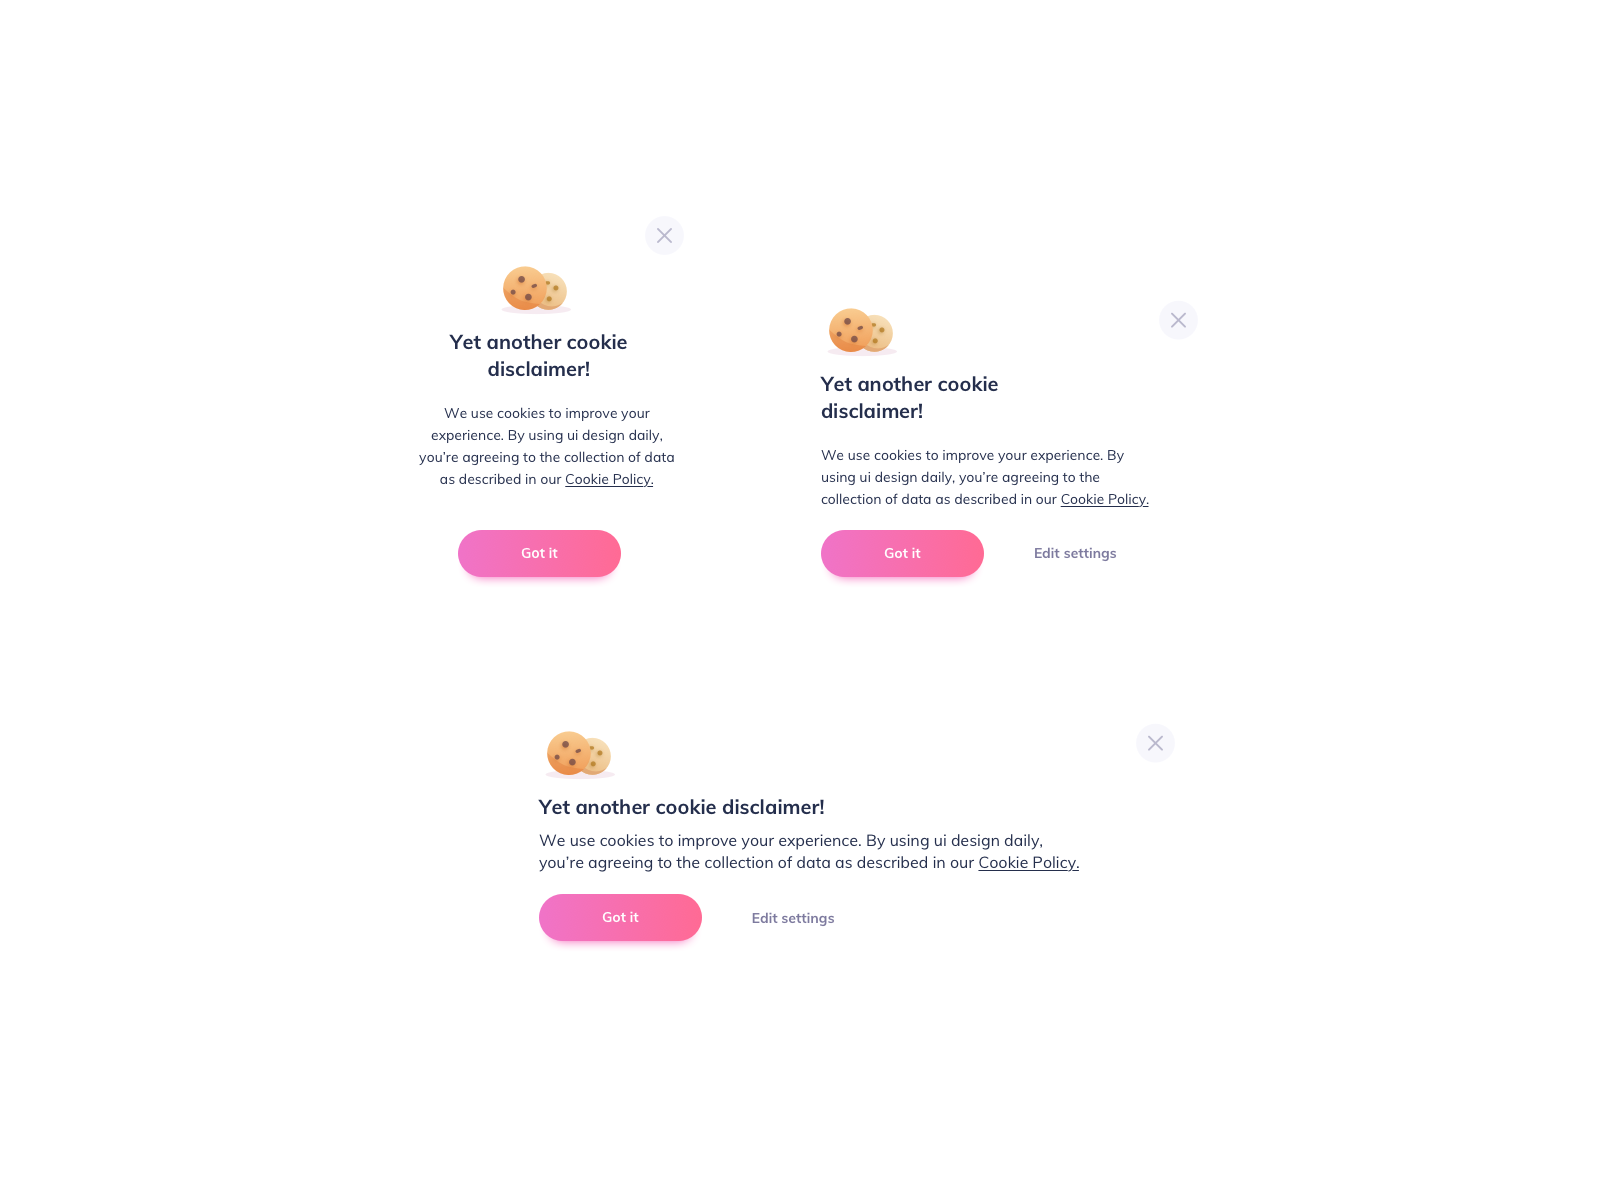 Yet another cookie
disclaimer!
We use cookies to improve your
experience. By using ui design daily,
you’re agreeing to the collection of data
as described in our Cookie Policy.
Got it
Yet another cookie
disclaimer!
We use cookies to improve your experience. By
using ui design daily, you’re agreeing to the
collection of data as described in our Cookie Policy.
Got it
Edit settings
Yet another cookie disclaimer!
We use cookies to improve your experience. By using ui design daily,
you’re agreeing to the collection of data as described in our Cookie Policy.
Got it
Edit settings